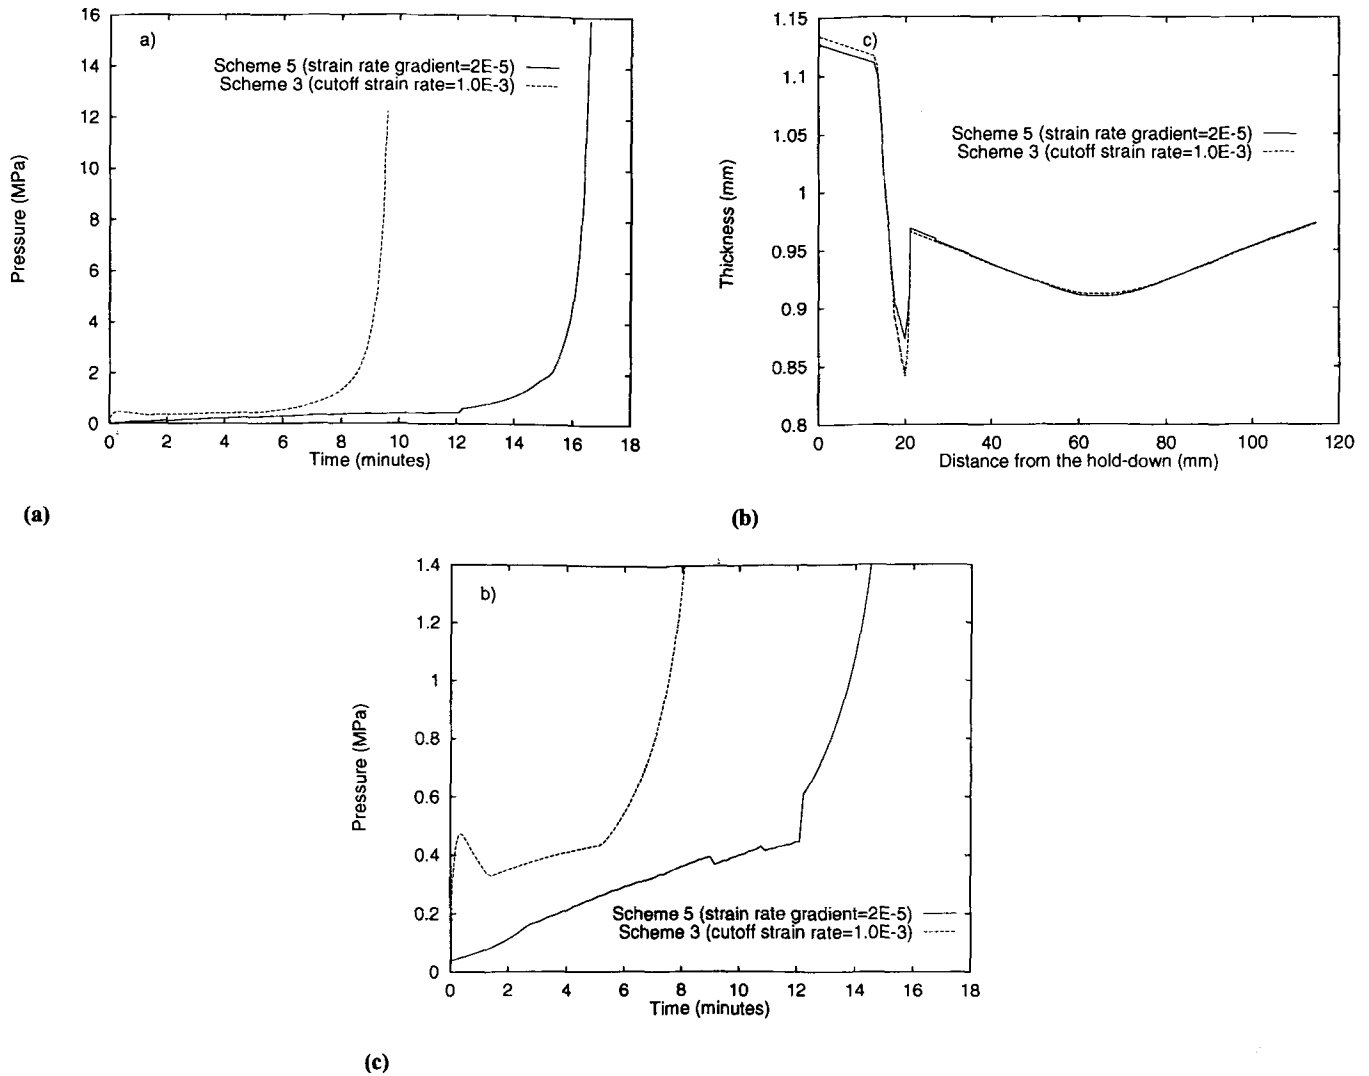 a)
Scheme 5 (strain rate gradient=2E-5)
Scheme 3 (cutoff strain rate=1.0E-3)
Pressure (MPa)
16
14
12
10
8
6
4
2
0
0
2
4
6
8
10
12
14
16
18
Time (minutes)
(a)
c)
Scheme 5 (strain rate gradient=2E-5)
Scheme 3 (cutoff strain rate=1.0E-3)
Thickness (mm)
1.15
1.1
1.05
1
0.95
0.9
0.85
0.8
0
20
40
60
80
100
120
Distance from the hold-down (mm)
(b)
b)
Pressure (MPa)
1.4
1.2
1
0.8
0.6
0.4
0.2
0
Scheme 5 (strain rate gradient=2E-5)
Scheme 3 (cutoff strain rate=1.0E-3)
0
2
4
6
8
10
12
14
16
18
Time (minutes)
(c)